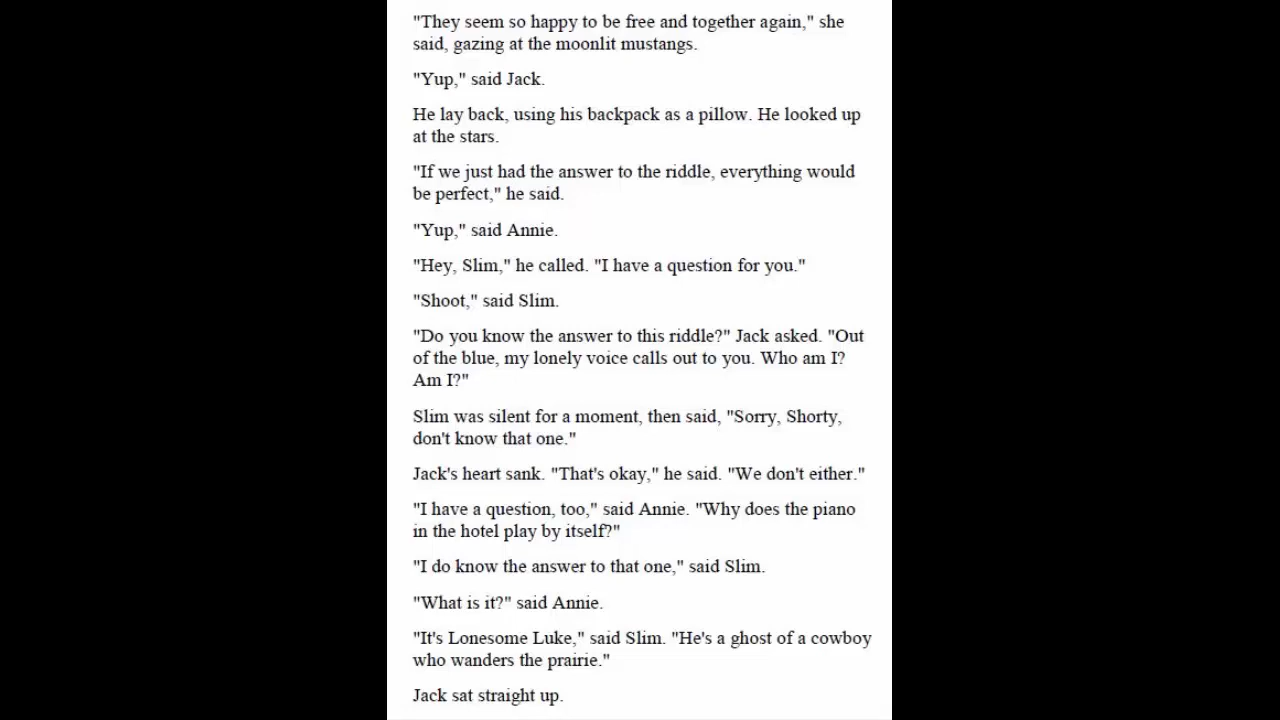 "They seem so happy to be free and together again," she
said, gazing at the moonlit mustangs.
"Yup," said Jack.
He lay back, using his backpack as a pillow. He looked up
at the stars.
"If we just had the answer to the riddle, everything would
be perfect," he said.
"Yup," said Annie.
"Hey, Slim," he called. "I have a question for you."
"Shoot," said Slim.
"Do you know the answer to this riddle?" Jack asked. "Out
of the blue, my lonely voice calls out to you. Who am I?
Am I?"
Slim was silent for a moment, then said, "Sorry, Shorty,
don't know that one."
Jack's heart sank. "That's okay," he said. "We don't either."
"I have a question, too," said Annie. "Why does the piano
in the hotel play by itself?"
"I do know the answer to that one," said Slim.
"What is it?" said Annie.
"It's Lonesome Luke," said Slim. "He's a ghost of a cowboy
who wanders the prairie."
Jack sat straight up.